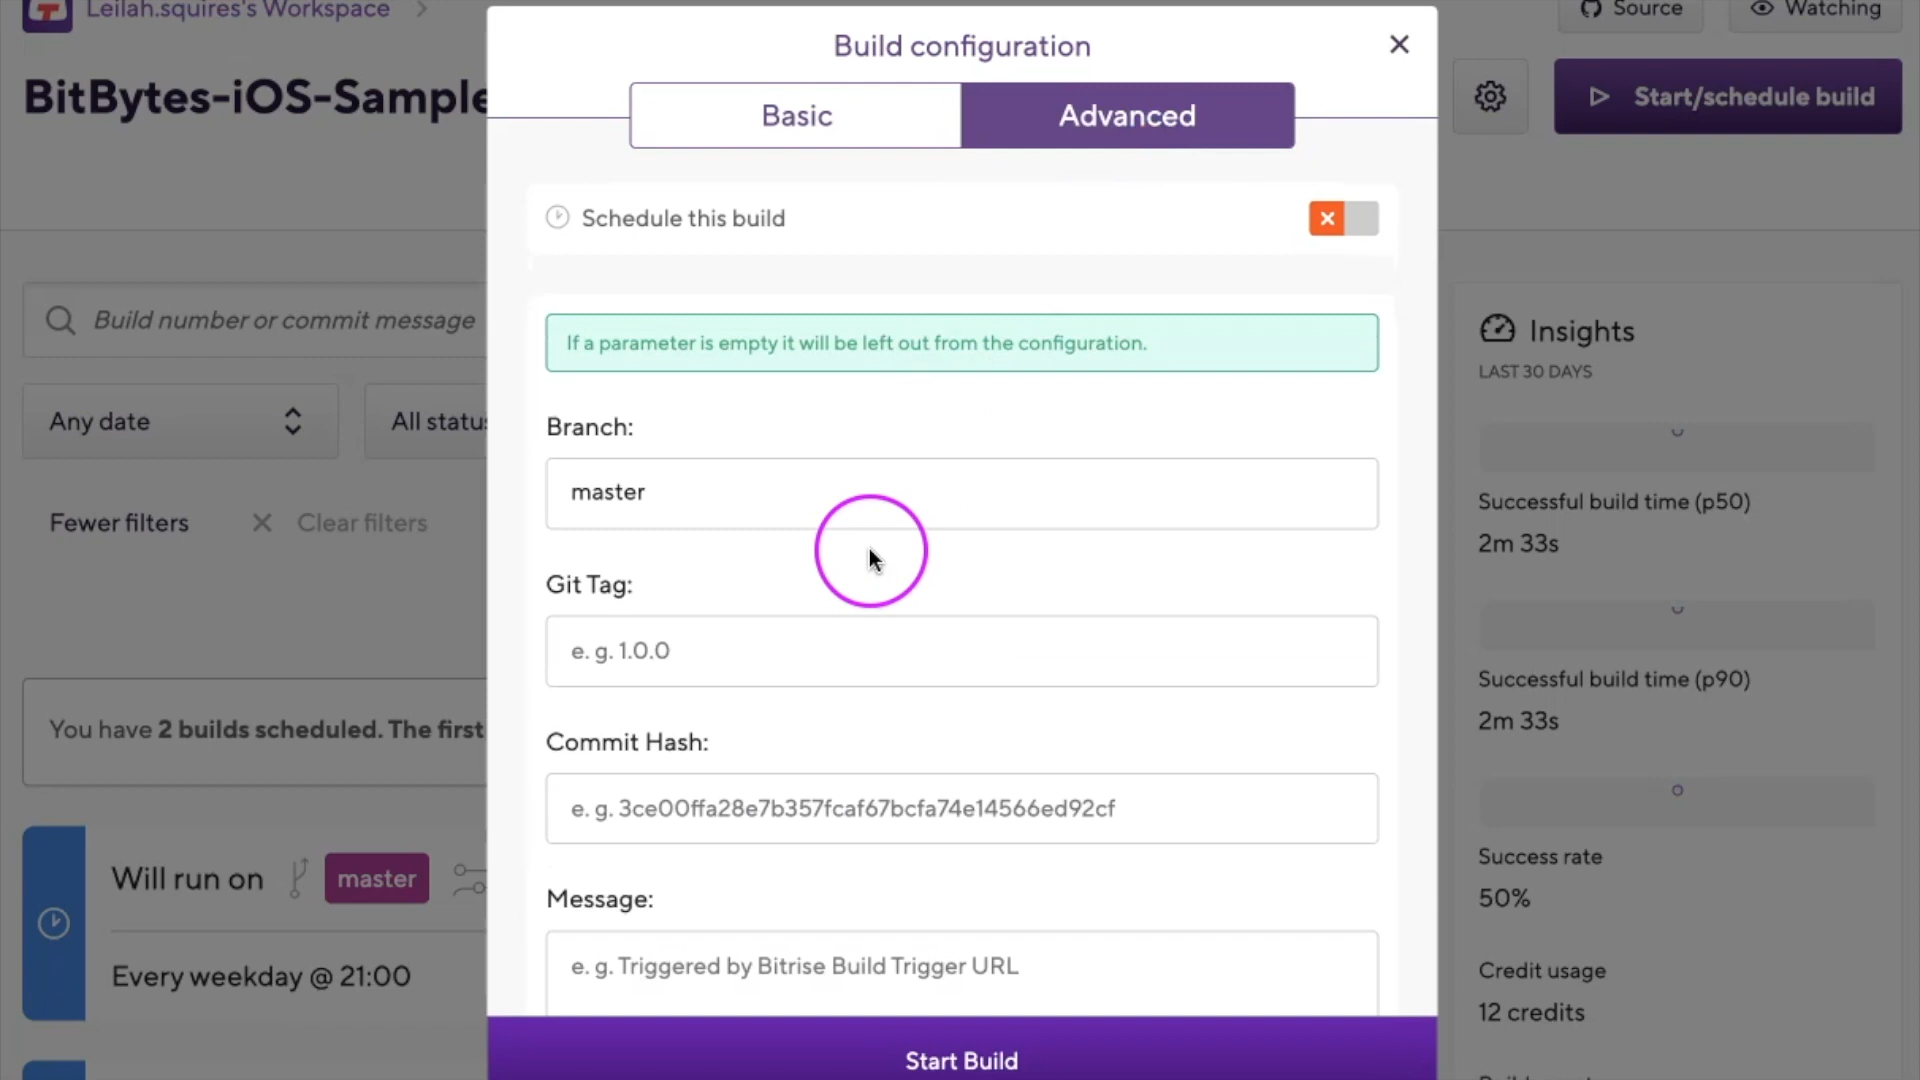 Leilah.squires's Workspace
Source
Watching
BitBytes-iOS-Sample
Start/schedule build
Build number or commit message
Any date
All statu
Fewer filters
Clear filters
You have 2 builds scheduled. The first
Will run on
master
Every weekday @ 21:00
Build configuration
Basic
Advanced
Schedule this build
If a parameter is empty it will be left out from the configuration.
Branch:
master
Git Tag:
e. g. 1.0.0
Commit Hash:
e. g. 3ce00ffa28e7b357fcaf67bcfa74e14566ed92cf
Message:
e. g. Triggered by Bitrise Build Trigger URL
Start Build
Insights
LAST 30 DAYS
Successful build time (p50)
2m 33s
Successful build time (p90)
2m 33s
Success rate
50%
Credit usage
12 credits